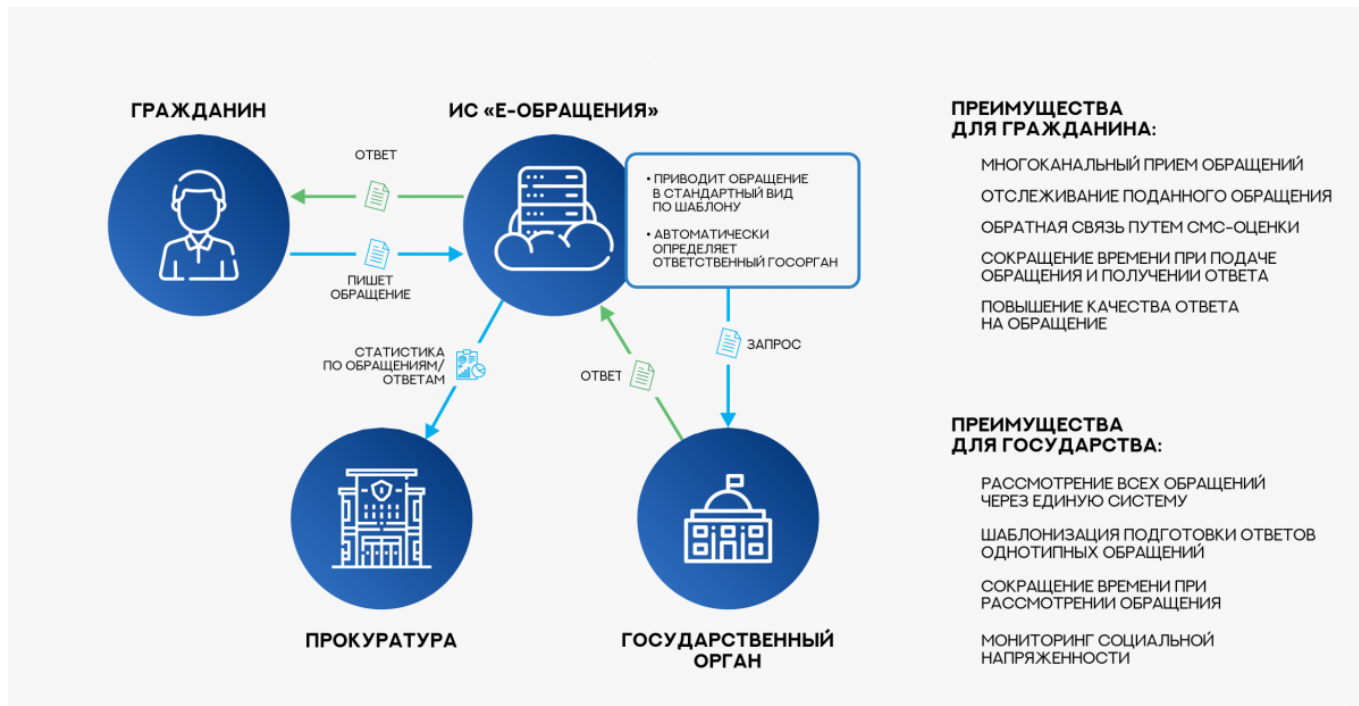 ГРАЖДАНИН
ИС «Е-ОБРАЩЕНИЯ»
ОТВЕТ
ПИШЕТ
ОБРАЩЕНИЕ
• ПРИВОДИТ ОБРАЩЕНИЕ
В СТАНДАРТНЫЙ ВИД
ПО ШАБЛОНУ
• АВТОМАТИЧЕСКИ
ОПРЕДЕЛЯЕТ
ОТВЕТСТВЕННЫЙ ГОСОРГАН
СТАТИСТИКА
ПО ОБРАЩЕНИЯМ/
ОТВЕТАМ
ОТВЕТ
ЗАПРОС
ПРОКУРАТУРА
ГОСУДАРСТВЕННЫЙ
ОРГАН
ПРЕИМУЩЕСТВА
ДЛЯ ГРАЖДАНИНА:
МНОГОКАНАЛЬНЫЙ ПРИЕМ ОБРАЩЕНИЙ
ОТСЛЕЖИВАНИЕ ПОДАННОГО ОБРАЩЕНИЯ
ОБРАТНАЯ СВЯЗЬ ПУТЕМ СМС-ОЦЕНКИ
СОКРАЩЕНИЕ ВРЕМЕНИ ПРИ ПОДАЧЕ
ОБРАЩЕНИЯ И ПОЛУЧЕНИИ ОТВЕТА
ПОВЫШЕНИЕ КАЧЕСТВА ОТВЕТА
НА ОБРАЩЕНИЕ
ПРЕИМУЩЕСТВА
ДЛЯ ГОСУДАРСТВА:
РАССМОТРЕНИЕ ВСЕХ ОБРАЩЕНИЙ
ЧЕРЕЗ ЕДИНУЮ СИСТЕМУ
ШАБЛОНИЗАЦИЯ ПОДГОТОВКИ ОТВЕТОВ
ОДНОТИПНЫХ ОБРАЩЕНИЙ
СОКРАЩЕНИЕ ВРЕМЕНИ ПРИ
РАССМОТРЕНИИ ОБРАЩЕНИЯ
МОНИТОРИНГ СОЦИАЛЬНОЙ
НАПРЯЖЕННОСТИ